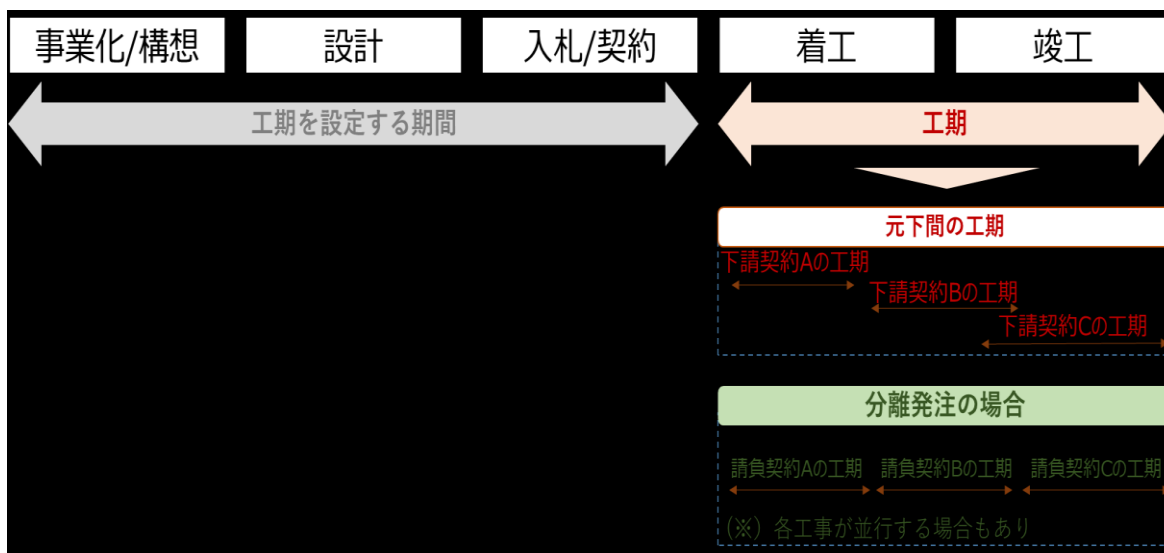 事業化/構想
設計
入札/契約
着工
竣工
工期を設定する期間
工期
元下間の工期
下請契約Aの工期
下請契約Bの工期
下請契約Cの工期
分離発注の場合
請負契約Aの工期
請負契約Bの工期
請負契約Cの工期
(※) 各工事が並行する場合もあり